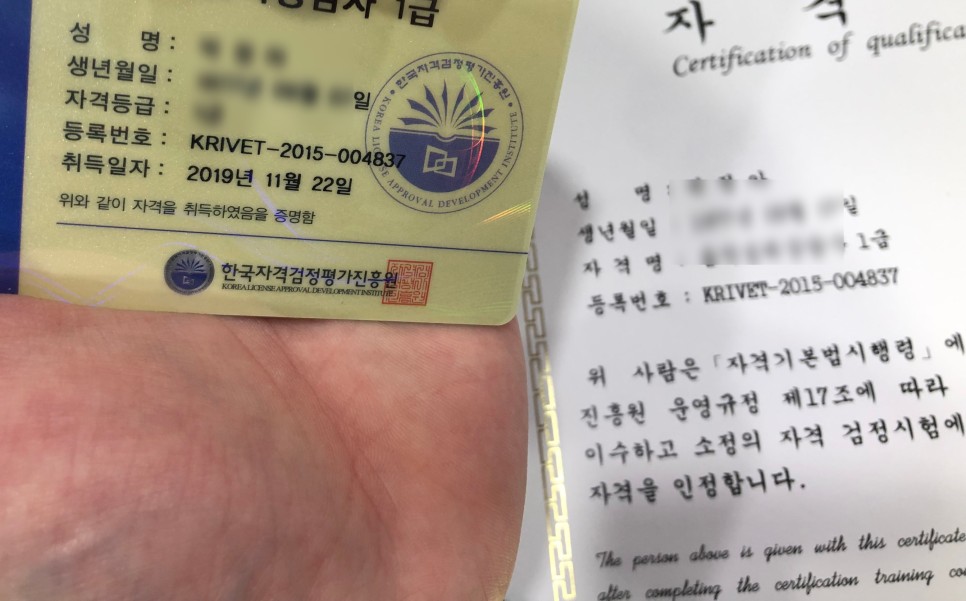 1급
성 명 :
생년월일 : 일
자격등급 :
등록번호 : KRIVET-2015-004837
취득일자 : 2019년 11월 22일
위와 같이 자격을 취득하였음을 증명함
한국자격검정평가진흥원
KOREA LICENSE APPROVAL DEVELOPMENT INSTITUTE
한국자격검정평가진흥원
KOREA LICENSE APPROVAL DEVELOPMENT INSTITUTE
자 격
Certification of qualifica
성 명 :
생년월일 일
자 격 명 : 1급
등록번호 : KRIVET-2015-004837
위 사람은 「자격기본법시행령」에
진흥원 운영규정 제17조에 따라
이수하고 소정의 자격 검정시험에
자격을 인정합니다.
The person above is given with this certificate
after completing the certification training cou